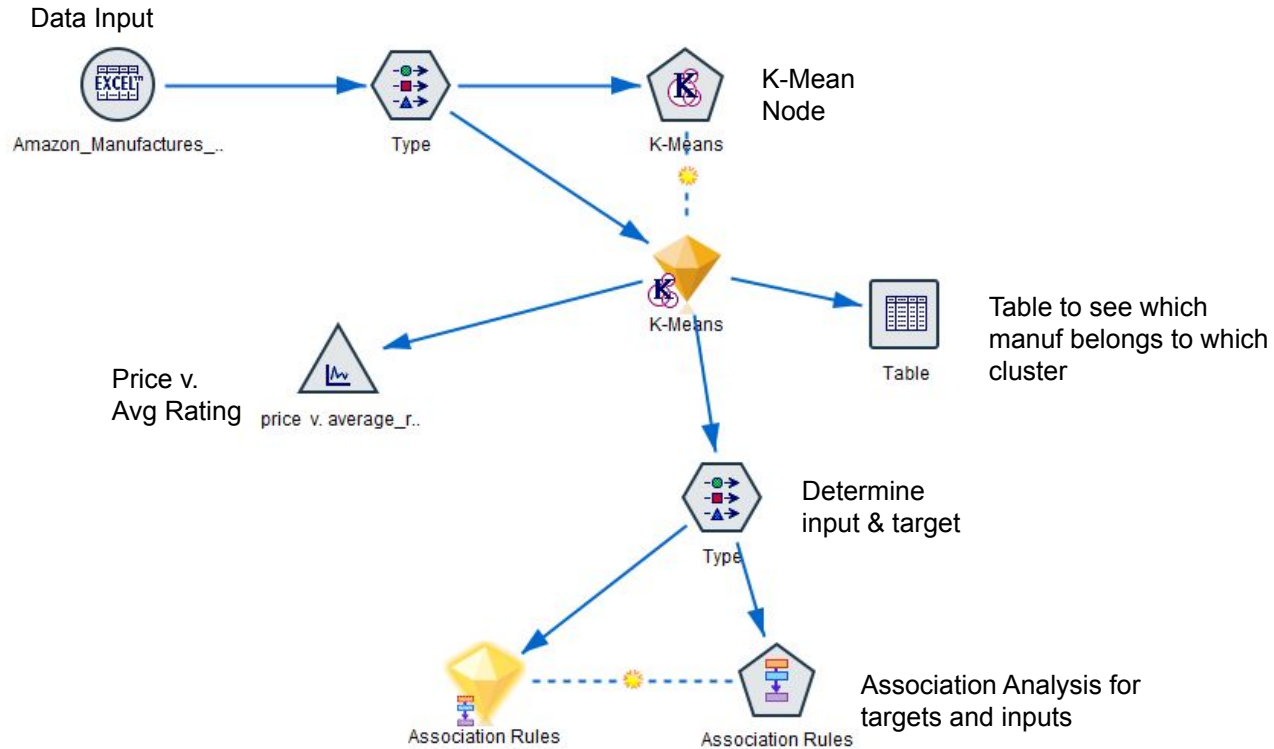 Data Input
EXCEL™
Amazon_Manufactures_..
Type
K
K-Means
K-Mean
Node
K
K-Means
Table
Table to see which
manuf belongs to which
cluster
Price v.
Avg Rating
price v. average_r..
Type
Determine
input & target
Association Rules
Association Rules
Association Analysis for
targets and inputs